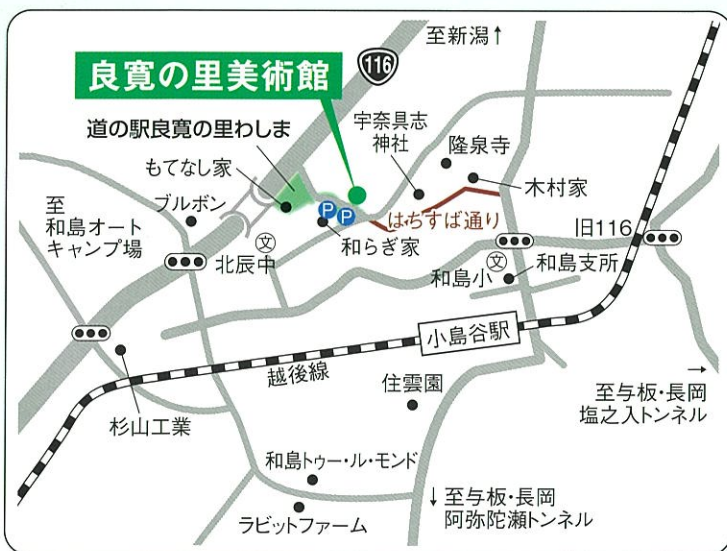 至新潟↑
116
良寛の里美術館
道の駅良寛の里わしま
もてなし家
ブルボン
至
和島オート
キャンプ場
宇奈具志
神社
隆泉寺
木村家
はちすば通り
旧116
P P
和らぎ家
北辰中
文
和島小
文
和島支所
小島谷駅
越後線
住雲園
杉山工業
→
至与板・長岡
塩之入トンネル
和島トゥー・ル・モンド
ラビットファーム
↓至与板・長岡
阿弥陀瀬トンネル